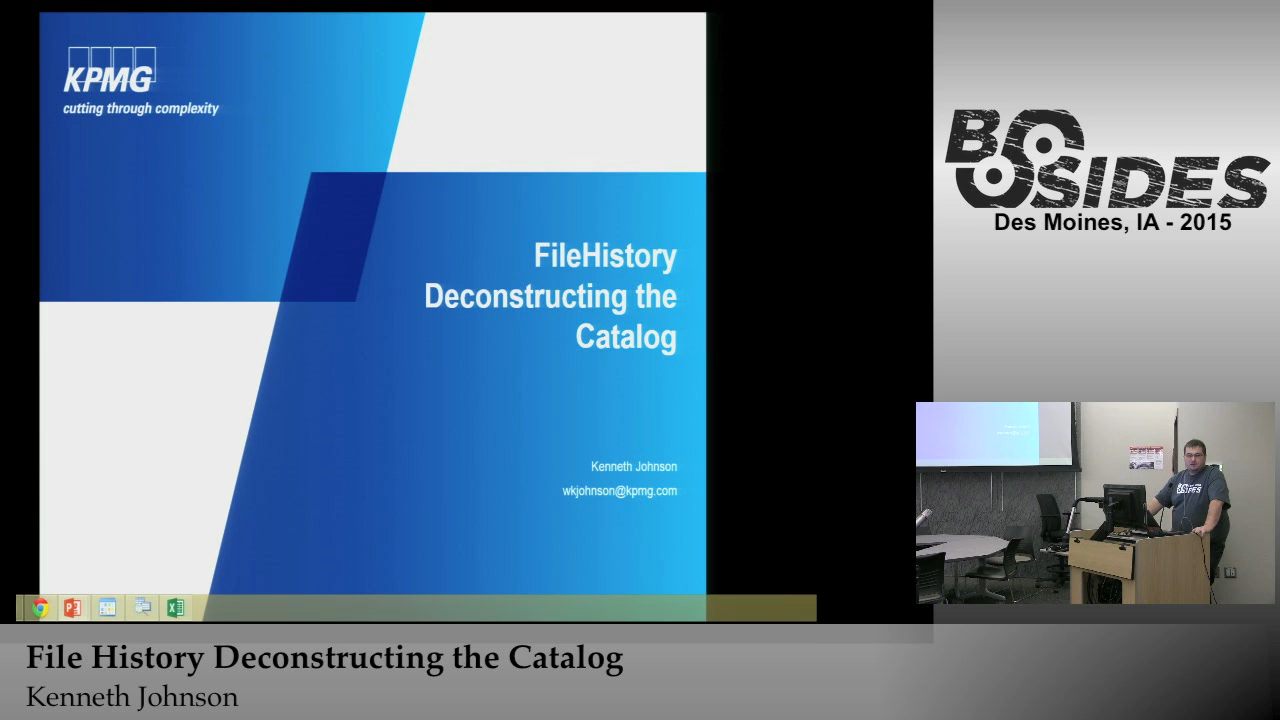 KPMG
cutting through complexity
FileHistory
Deconstructing the
Catalog
Kenneth Johnson
wkjohnson@kpmg.com
BSIDES
Des Moines, IA - 2015
File History Deconstructing the Catalog
Kenneth Johnson